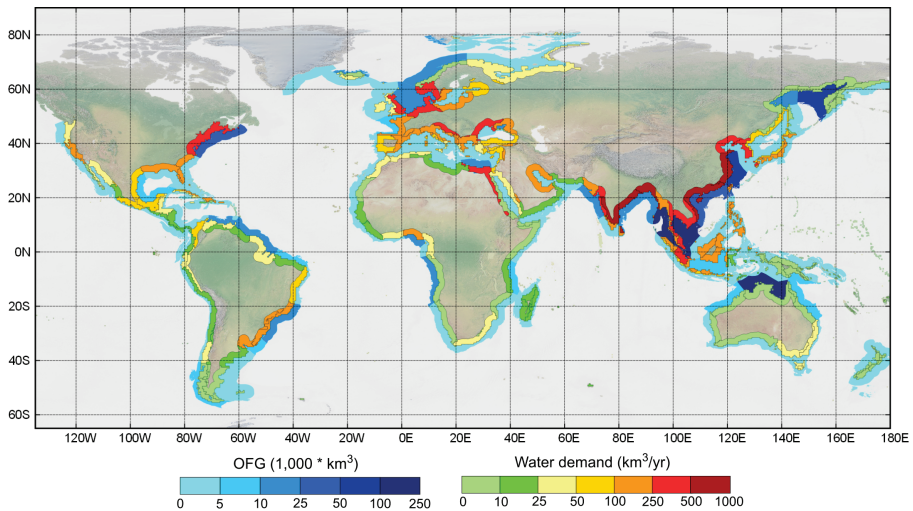 80N
60N
40N
20N
0N
20S
40S
60S
120W 100W 80W 60W 40W 20W 0E 20E 40E 60E 80E 100E 120E 140E 160E 180E
OFG (1,000 * km³) Water demand (km³/yr)
0 5 10 25 50 100 250 0 10 25 50 100 250 500 1000